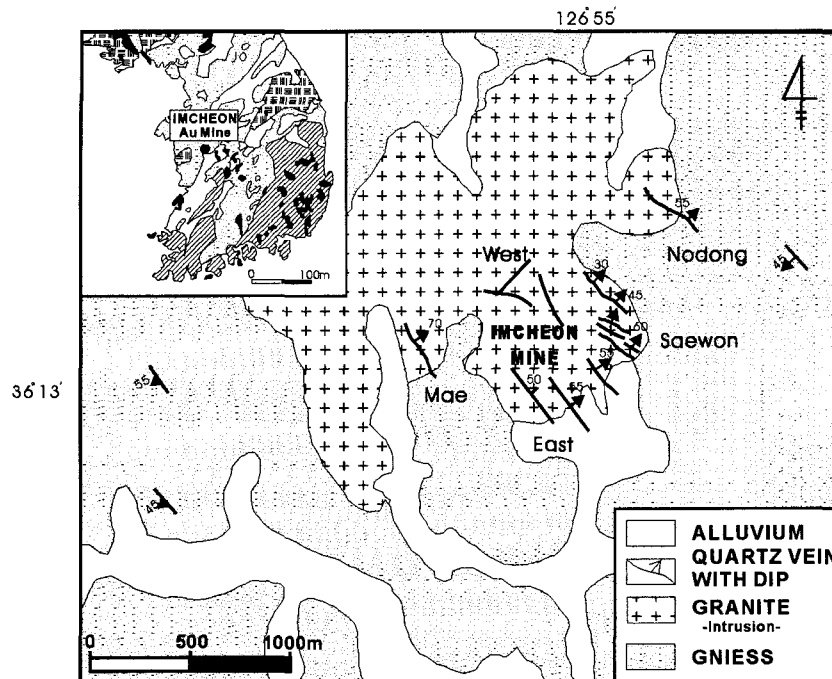 126°55'
IMCHEON
Au Mine
0 100m
55
Nodong
45
West
30
45
70
IMCHEON
MINE
60
Saewon
55
36°13'
55
Mae
50
55
East
45
ALLUVIUM
QUARTZ VEIN
WITH DIP
GRANITE
-Intrusion-
GNIESS
0 500 1000m